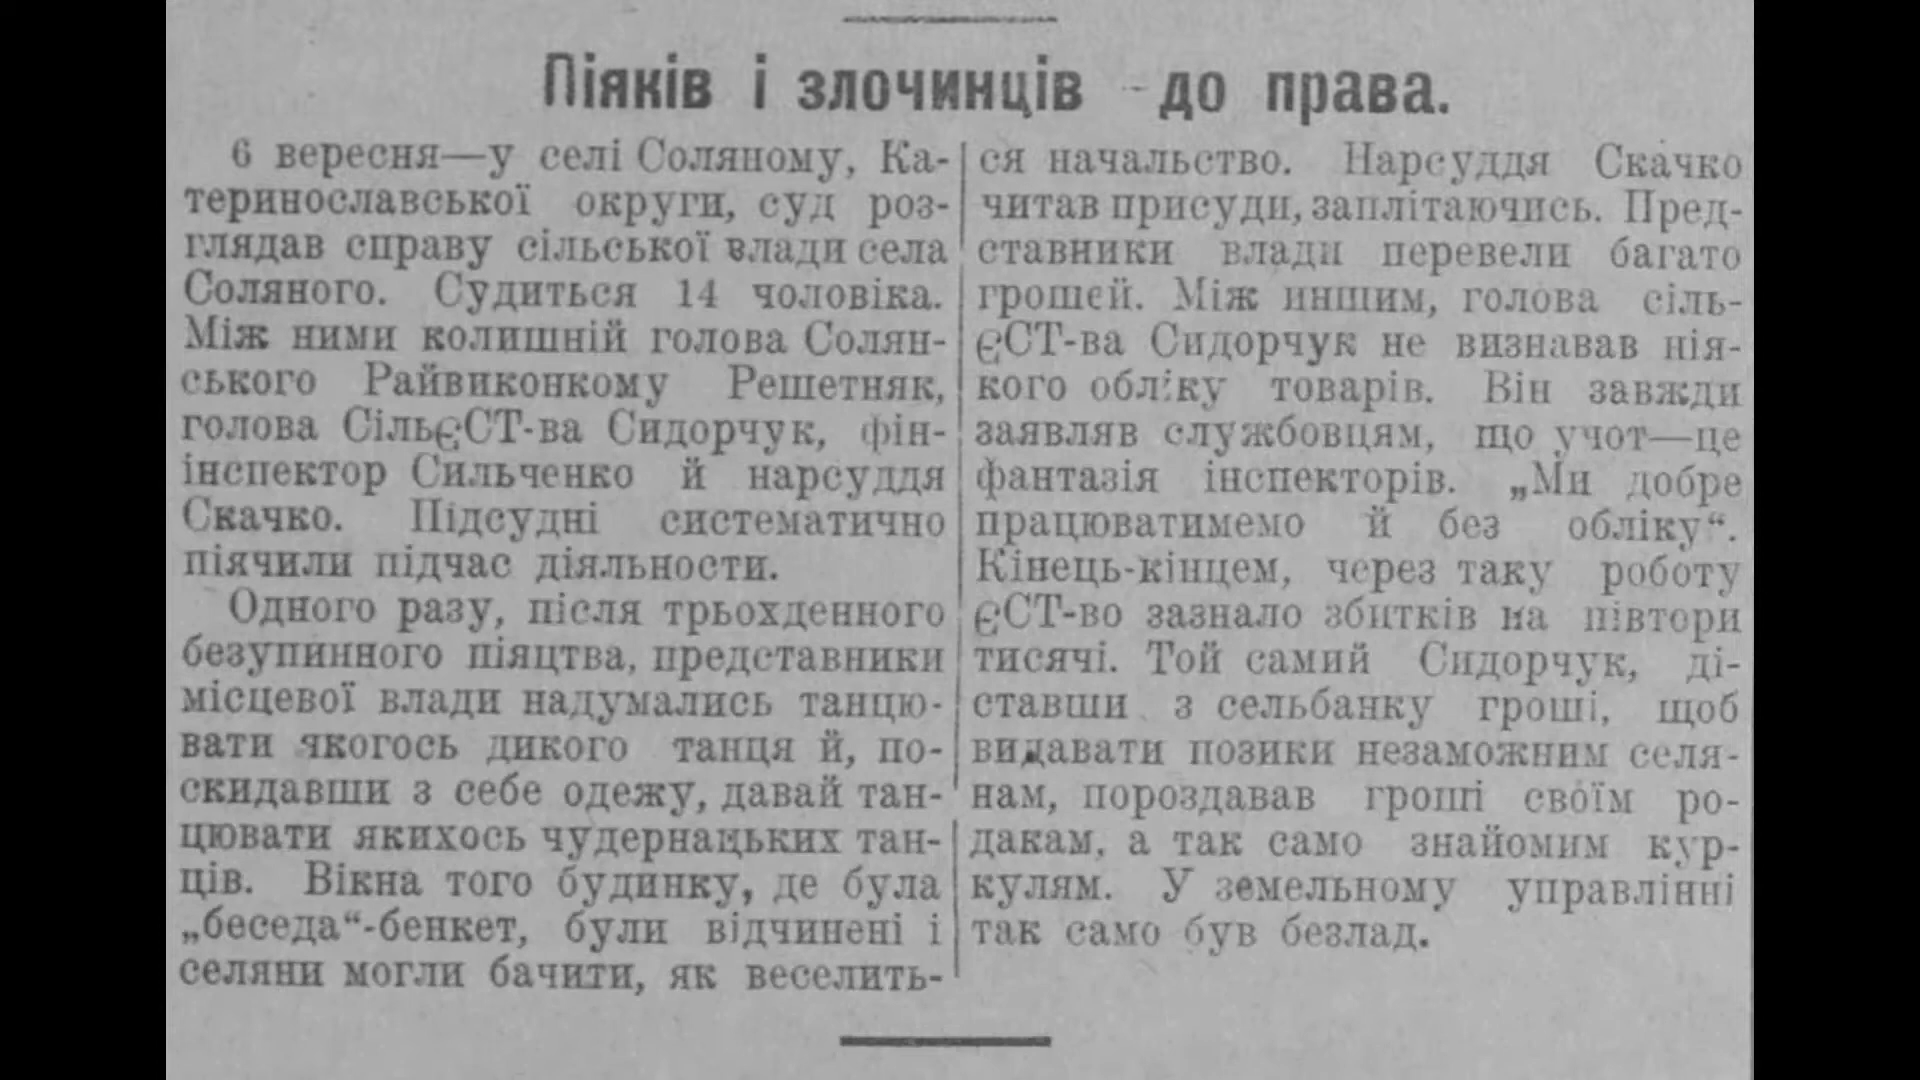 Піяків і злочинців - до права.
6 вересня—у селі Соляному, Ка-
теринославської округи, суд роз-
глядав справу сільської влади села
Соляного. Судиться 14 чоловіка.
Між ними колишній голова Солян-
ського Райвиконкому Решетняк,
голова СільЄСТ-ва Сидорчук, фін-
інспектор Сильченко й нарсуддя
Скачко. Підсудні систематично
піячили підчас діяльности.
Одного разу, після трьохденного
безупинного піяцтва, представники
місцевої влади надумались танцю-
вати якогось дикого танця й, по-
скидавши з себе одежу, давай тан-
цювати якихось чудернацьких тан-
ців. Вікна того будинку, де була
„беседа“-бенкет, були відчинені і
селяни могли бачити, як веселить-
ся начальство. Нарсуддя Скачко
читав присуди, заплітаючись. Пред-
ставники влади перевели багато
грошей. Між иншим, голова сіль-
ЄСТ-ва Сидорчук не визнавав нія-
кого обліку товарів. Він завжди
заявляв службовцям, що учот—це
фантазія інспекторів. „Ми добре
працюватимемо й без обліку“.
Кінець-кінцем, через таку роботу
ЄСТ-во зазнало збитків на півтори
тисячі. Той самий Сидорчук, ді-
ставши з сельбанку гроші, щоб
видавати позики незаможним селя-
нам, пороздавав гроші своїм ро-
дакам, а так само знайомим кур-
кулям. У земельному управлінні
так само був безлад.